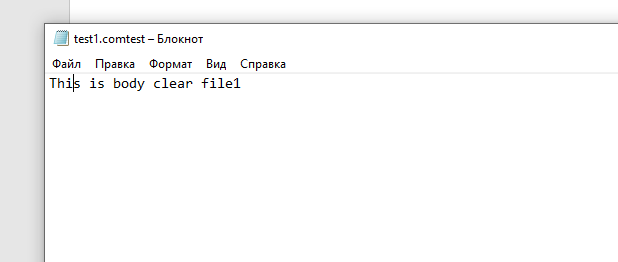 test1.comtest – Блокнот
Файл Правка Формат Вид Справка
This is body clear file1